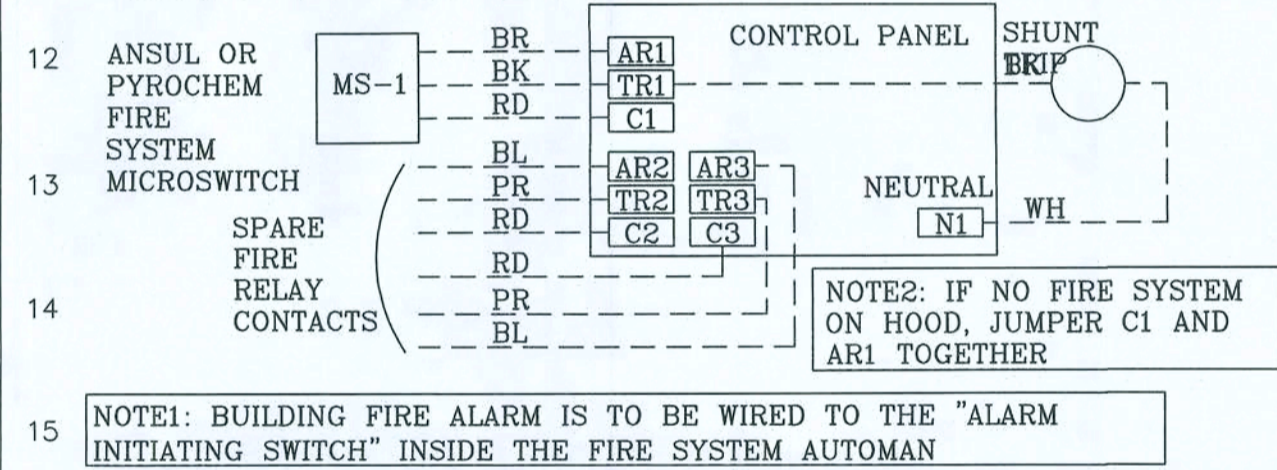 12
ANSUL OR
PYROCHEM
FIRE
SYSTEM
MICROSWITCH
MS-1
BR
BK
RD
AR1
TR1
C1
CONTROL PANEL
SHUNT
TRIP
BK
13
BL
PR
RD
AR2
TR2
C2
AR3
TR3
C3
NEUTRAL
N1
WH
SPARE
FIRE
RELAY
CONTACTS
14
RD
PR
BL
NOTE2: IF NO FIRE SYSTEM
ON HOOD, JUMPER C1 AND
AR1 TOGETHER
15
NOTE1: BUILDING FIRE ALARM IS TO BE WIRED TO THE "ALARM
INITIATING SWITCH" INSIDE THE FIRE SYSTEM AUTOMAN